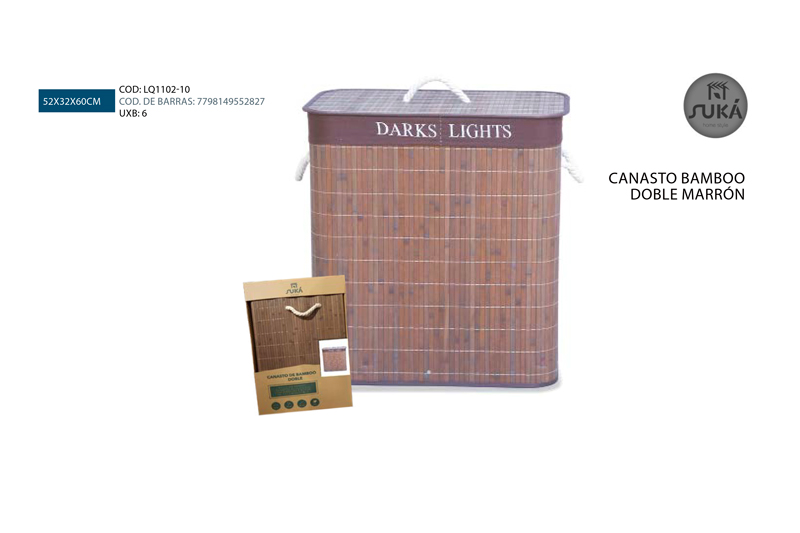 COD: LQ1102-10
52X32X60CM
COD. DE BARRAS: 7798149552827
UXB: 6
DARKS LIGHTS
SUKÁ
CANASTO BAMBOO
DOBLE MARRÓN
SUKÁ
CANASTO DE BAMBOO
DOBLE